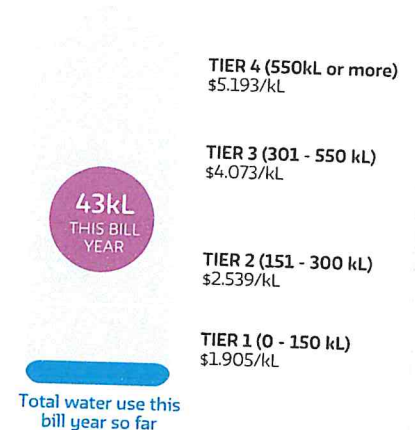 TIER 4 (550kL or more)
$5.193/kL
TIER 3 (301 - 550 kL)
$4.073/kL
43kL
THIS BILL
YEAR
TIER 2 (151 - 300 kL)
$2.539/kL
TIER 1 (0 - 150 kL)
$1.905/kL
Total water use this
bill year so far